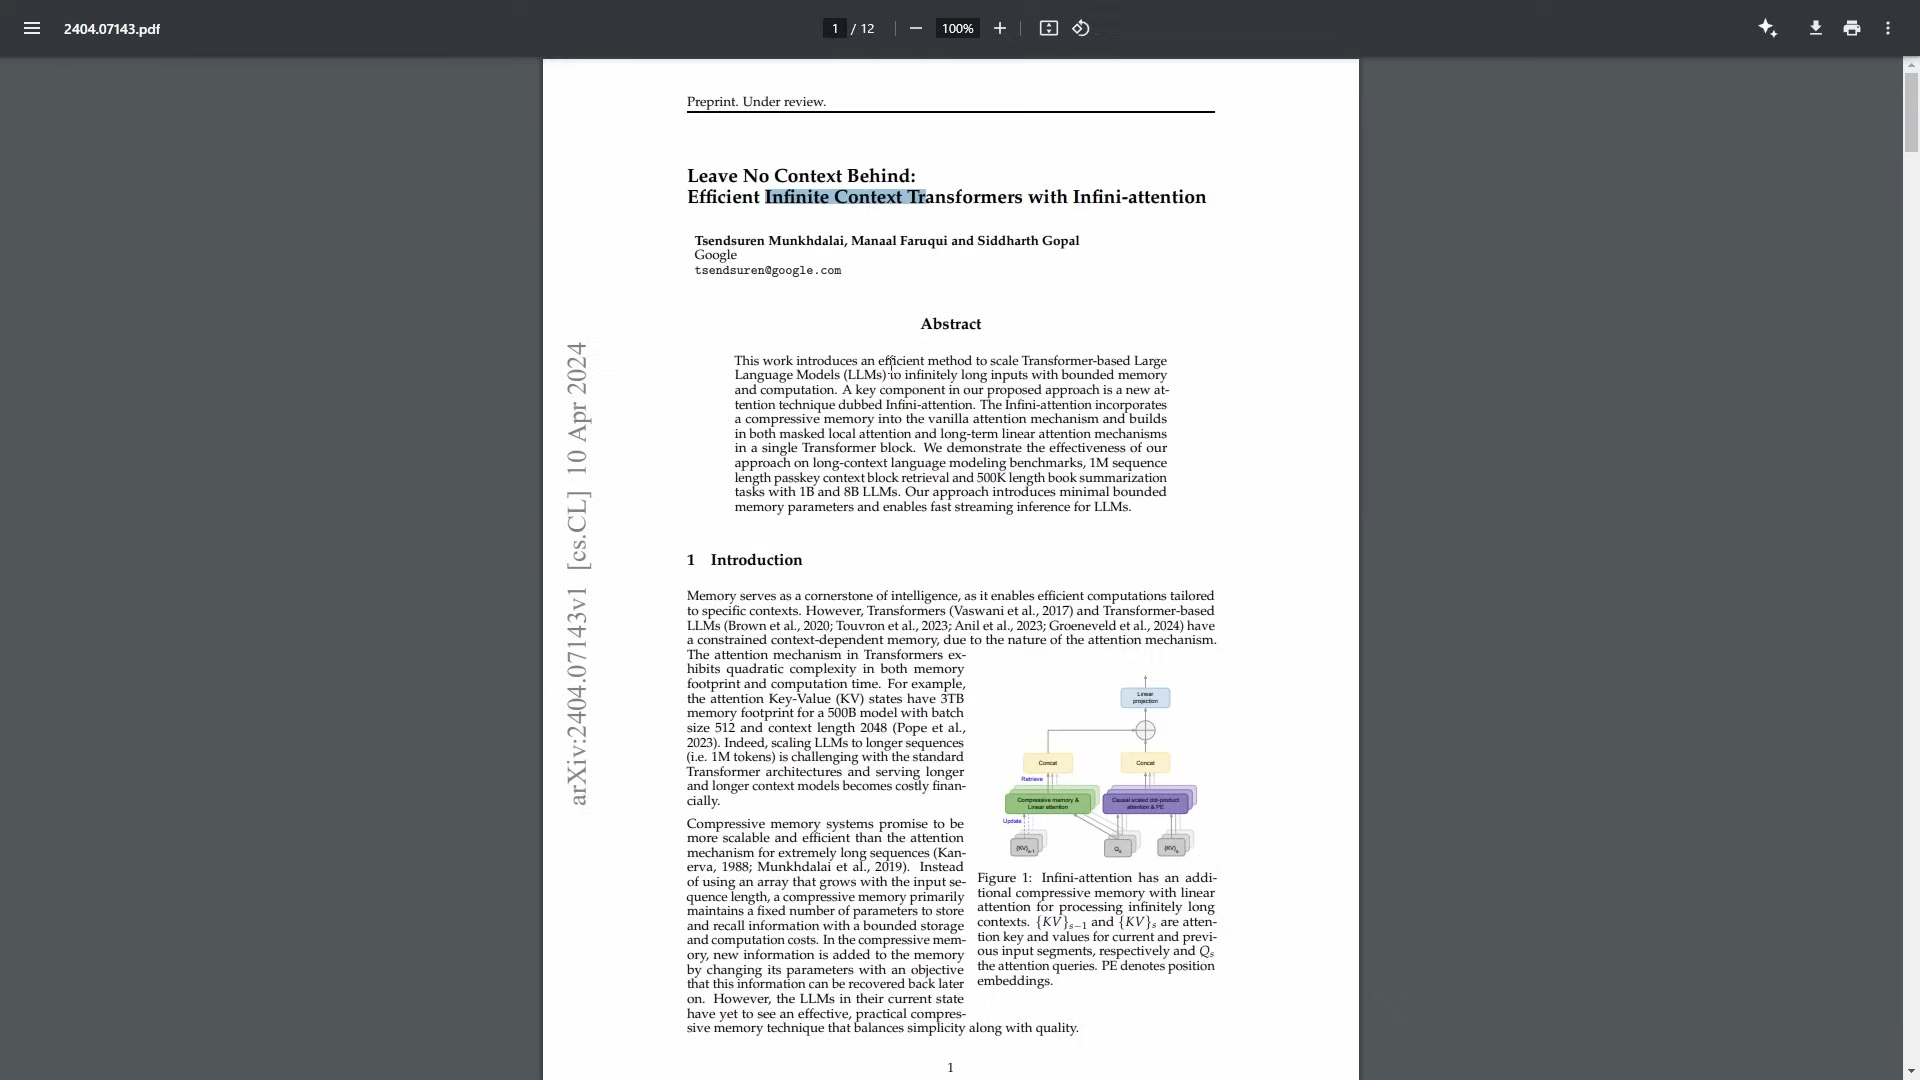 2404.07143.pdf
1 / 12
100%
Preprint. Under review.
Leave No Context Behind:
Efficient Infinite Context Transformers with Infini-attention
Tsendsuren Munkhdalai, Manaal Faruqui and Siddharth Gopal
Google
tsendsuren@google.com
Abstract
This work introduces an efficient method to scale Transformer-based Large
Language Models (LLMs) to infinitely long inputs with bounded memory
and computation. A key component in our proposed approach is a new at-
tention technique dubbed Infini-attention. The Infini-attention incorporates
a compressive memory into the vanilla attention mechanism and builds
in both masked local attention and long-term linear attention mechanisms
in a single Transformer block. We demonstrate the effectiveness of our
approach on long-context language modeling benchmarks, 1M sequence
length passkey context block retrieval and 500K length book summarization
tasks with 1B and 8B LLMs. Our approach introduces minimal bounded
memory parameters and enables fast streaming inference for LLMs.
arXiv:2404.07143v1 [cs.CL] 10 Apr 2024
1 Introduction
Memory serves as a cornerstone of intelligence, as it enables efficient computations tailored
to specific contexts. However, Transformers (Vaswani et al., 2017) and Transformer-based
LLMs (Brown et al., 2020; Touvron et al., 2023; Anil et al., 2023; Groeneveld et al., 2024) have
a constrained context-dependent memory, due to the nature of the attention mechanism.
The attention mechanism in Transformers ex-
hibits quadratic complexity in both memory
footprint and computation time. For example,
the attention Key-Value (KV) states have 3TB
memory footprint for a 500B model with batch
size 512 and context length 2048 (Pope et al.,
2023). Indeed, scaling LLMs to longer sequences
(i.e. 1M tokens) is challenging with the standard
Transformer architectures and serving longer
and longer context models becomes costly finan-
cially.
Compressive memory systems promise to be
more scalable and efficient than the attention
mechanism for extremely long sequences (Kan-
erva, 1988; Munkhdalai et al., 2019). Instead
of using an array that grows with the input se-
quence length, a compressive memory primarily
maintains a fixed number of parameters to store
and recall information with a bounded storage
and computation costs. In the compressive mem-
ory, new information is added to the memory
by changing its parameters with an objective
that this information can be recovered back later
on. However, the LLMs in their current state
have yet to see an effective, practical compres-
sive memory technique that balances simplicity along with quality.
Linear
projection
Concat
Concat
Retrieve
Compressive memory &
Linear attention
Causal scaled dot-product
attention & PE
Update
{KV}s-1
Qs
{KV}s
Figure 1: Infini-attention has an addi-
tional compressive memory with linear
attention for processing infinitely long
contexts. {KV}s−1 and {KV}s are atten-
tion key and values for current and previ-
ous input segments, respectively and Qs
the attention queries. PE denotes position
embeddings.
1